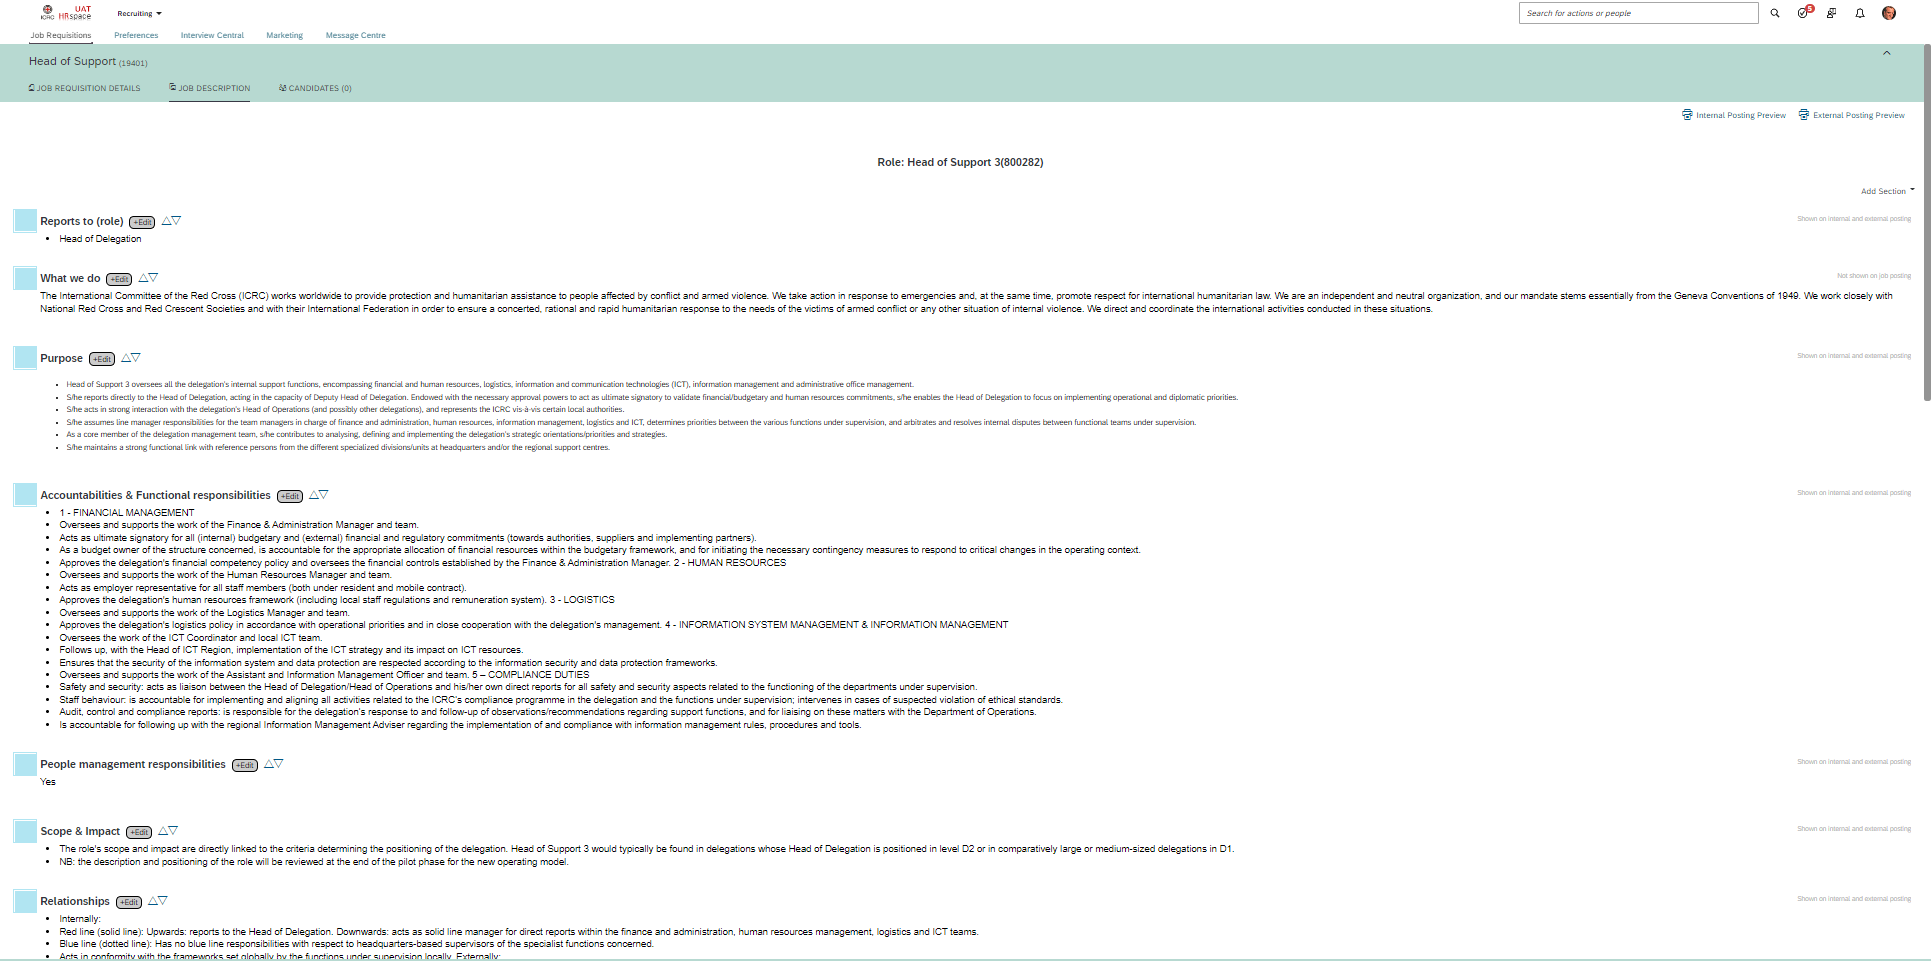 ICRC UAT HRspace Recruiting Search for actions or people 5
Job Requisitions Preferences Interview Central Marketing Message Centre
Head of Support (19401)
JOB REQUISITION DETAILS JOB DESCRIPTION CANDIDATES (0)
Internal Posting Preview External Posting Preview
Role: Head of Support 3(800282)
Add Section
Reports to (role) +Edit Shown on internal and external posting
• Head of Delegation
What we do +Edit Not shown on job posting
The International Committee of the Red Cross (ICRC) works worldwide to provide protection and humanitarian assistance to people affected by conflict and armed violence. We take action in response to emergencies and, at the same time, promote respect for international humanitarian law. We are an independent and neutral organization, and our mandate stems essentially from the Geneva Conventions of 1949. We work closely with
National Red Cross and Red Crescent Societies and with their International Federation in order to ensure a concerted, rational and rapid humanitarian response to the needs of the victims of armed conflict or any other situation of internal violence. We direct and coordinate the international activities conducted in these situations.
Purpose +Edit Shown on internal and external posting
• Head of Support 3 oversees all the delegation's internal support functions, encompassing financial and human resources, logistics, information and communication technologies (ICT), information management and administrative office management.
• S/he reports directly to the Head of Delegation, acting in the capacity of Deputy Head of Delegation. Endowed with the necessary approval powers to act as ultimate signatory to validate financial/budgetary and human resources commitments, s/he enables the Head of Delegation to focus on implementing operational and diplomatic priorities.
• S/he acts in strong interaction with the delegation's Head of Operations (and possibly other delegations), and represents the ICRC vis-à-vis certain local authorities.
• S/he assumes line manager responsibilities for the team managers in charge of finance and administration, human resources, information management, logistics and ICT, determines priorities between the various functions under supervision, and arbitrates and resolves internal disputes between functional teams under supervision.
• As a core member of the delegation management team, s/he contributes to analysing, defining and implementing the delegation's strategic orientations/priorities and strategies.
• S/he maintains a strong functional link with reference persons from the different specialized divisions/units at headquarters and/or the regional support centres.
Accountabilities & Functional responsibilities +Edit Shown on internal and external posting
• 1 - FINANCIAL MANAGEMENT
• Oversees and supports the work of the Finance & Administration Manager and team.
• Acts as ultimate signatory for all (internal) budgetary and (external) financial and regulatory commitments (towards authorities, suppliers and implementing partners).
• As a budget owner of the structure concerned, is accountable for the appropriate allocation of financial resources within the budgetary framework, and for initiating the necessary contingency measures to respond to critical changes in the operating context.
• Approves the delegation's financial competency policy and oversees the financial controls established by the Finance & Administration Manager. 2 - HUMAN RESOURCES
• Oversees and supports the work of the Human Resources Manager and team.
• Acts as employer representative for all staff members (both under resident and mobile contract).
• Approves the delegation's human resources framework (including local staff regulations and remuneration system). 3 - LOGISTICS
• Oversees and supports the work of the Logistics Manager and team.
• Approves the delegation's logistics policy in accordance with operational priorities and in close cooperation with the delegation's management. 4 - INFORMATION SYSTEM MANAGEMENT & INFORMATION MANAGEMENT
• Oversees the work of the ICT Coordinator and local ICT team.
• Follows up, with the Head of ICT Region, implementation of the ICT strategy and its impact on ICT resources.
• Ensures that the security of the information system and data protection are respected according to the information security and data protection frameworks.
• Oversees and supports the work of the Assistant and Information Management Officer and team. 5 – COMPLIANCE DUTIES
• Safety and security: acts as liaison between the Head of Delegation/Head of Operations and his/her own direct reports for all safety and security aspects related to the functioning of the departments under supervision.
• Staff behaviour: is accountable for implementing and aligning all activities related to the ICRC's compliance programme in the delegation and the functions under supervision; intervenes in cases of suspected violation of ethical standards.
• Audit, control and compliance reports: is responsible for the delegation's response to and follow-up of observations/recommendations regarding support functions, and for liaising on these matters with the Department of Operations.
• Is accountable for following up with the regional Information Management Adviser regarding the implementation of and compliance with information management rules, procedures and tools.
People management responsibilities +Edit Shown on internal and external posting
Yes
Scope & Impact +Edit Shown on internal and external posting
• The role's scope and impact are directly linked to the criteria determining the positioning of the delegation. Head of Support 3 would typically be found in delegations whose Head of Delegation is positioned in level D2 or in comparatively large or medium-sized delegations in D1.
• NB: the description and positioning of the role will be reviewed at the end of the pilot phase for the new operating model.
Relationships +Edit Shown on internal and external posting
• Internally:
• Red line (solid line): Upwards: reports to the Head of Delegation. Downwards: acts as solid line manager for direct reports within the finance and administration, human resources management, logistics and ICT teams.
• Blue line (dotted line): Has no blue line responsibilities with respect to headquarters-based supervisors of the specialist functions concerned.
• Acts in conformity with the frameworks set globally by the functions under supervision locally. Externally: